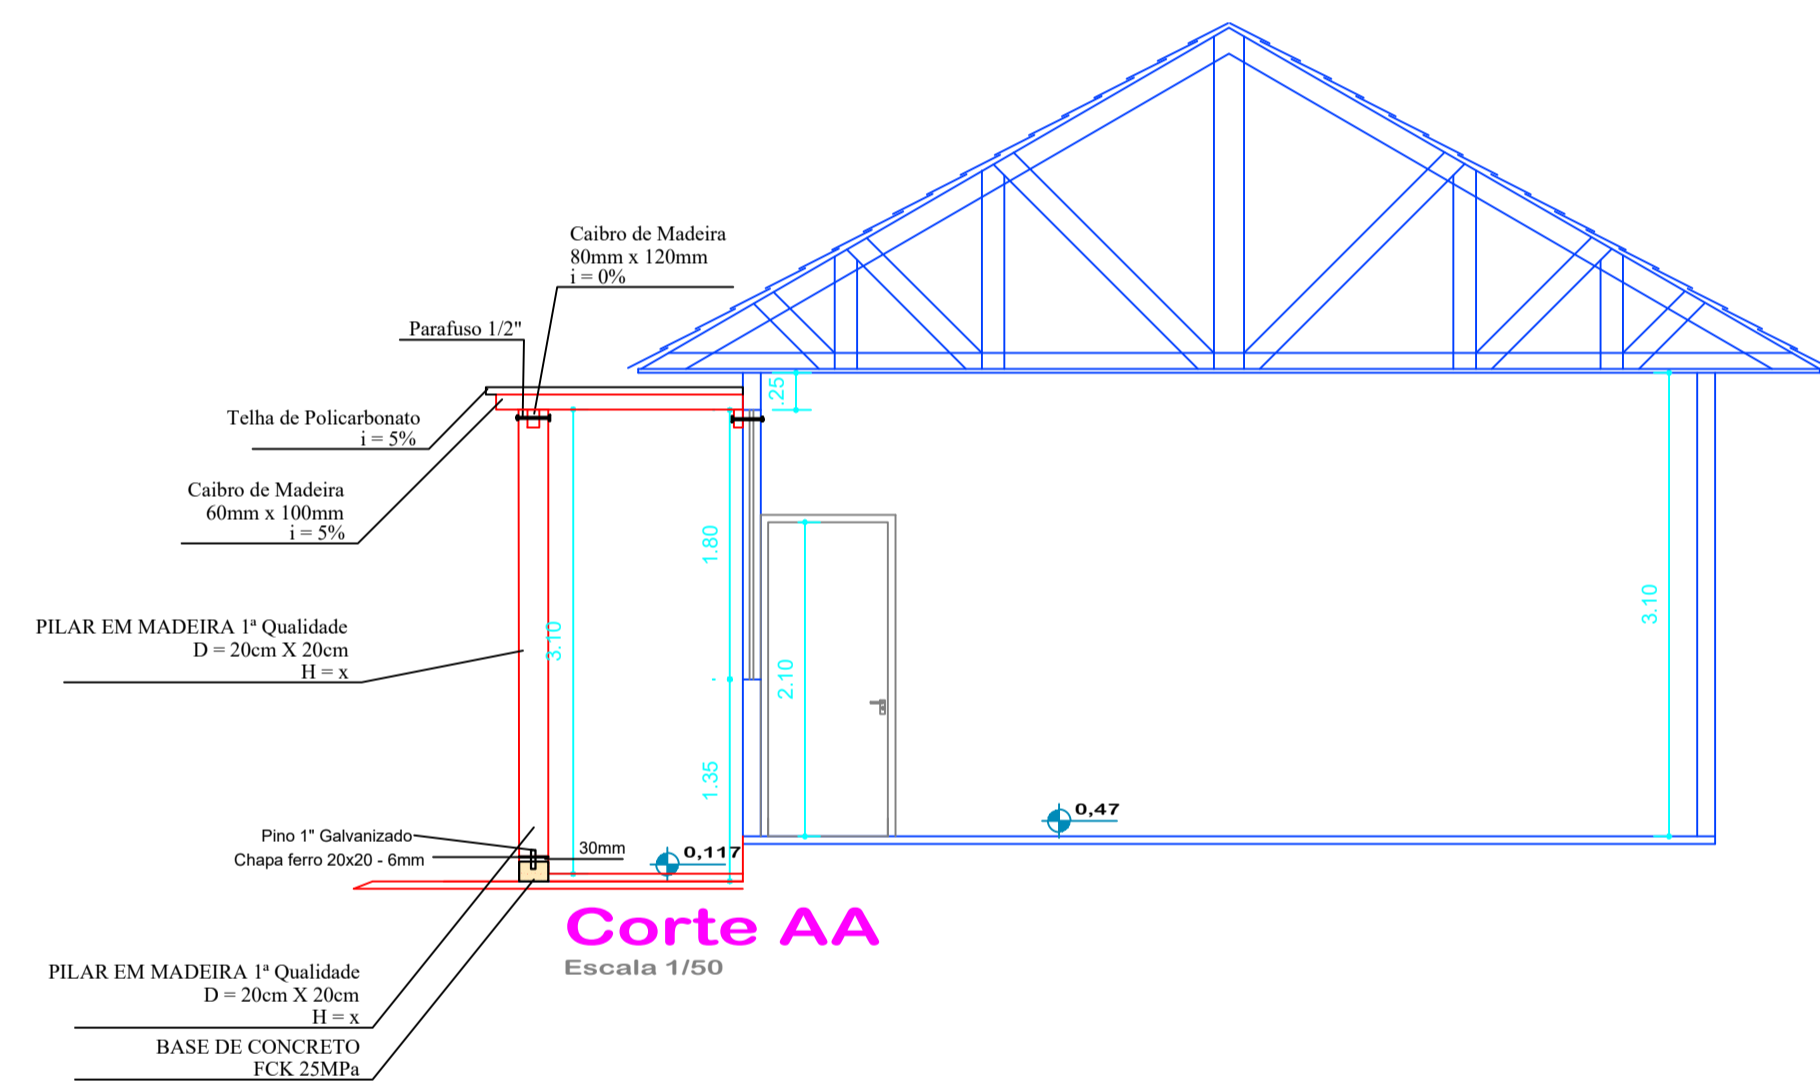 Caibro de Madeira
80mm x 120mm
i = 0%
Parafuso 1/2"
.25
Telha de Policarbonato
i = 5%
Caibro de Madeira
60mm x 100mm
i = 5%
1.80
3.10
3.10
PILAR EM MADEIRA 1ª Qualidade
D = 20cm X 20cm
H = x
2.10
1.35
0,47
Pino 1" Galvanizado
Chapa ferro 20x20 - 6mm
30mm
0,117
Corte AA
Escala 1/50
PILAR EM MADEIRA 1ª Qualidade
D = 20cm X 20cm
H = x
BASE DE CONCRETO
FCK 25MPa